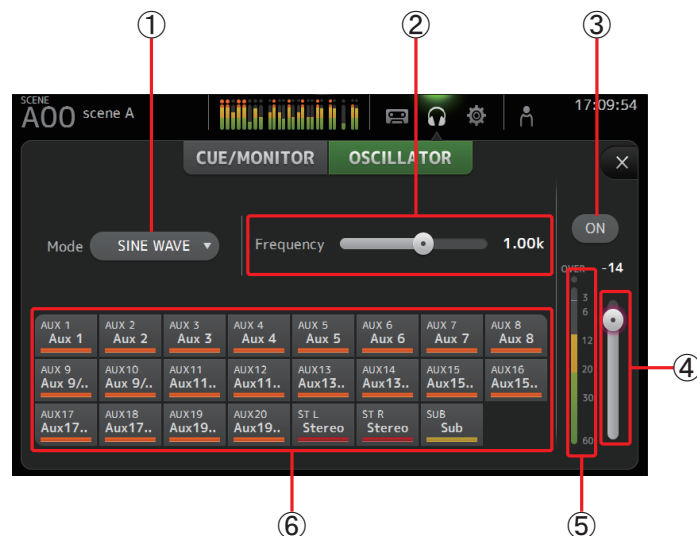 ① ② ③
SCENE
A00 scene A
17:09:54
CUE/MONITOR OSCILLATOR
×
Mode SINE WAVE ▼ Frequency 1.00k
ON
OVER -14
3
6
12
20
30
60
④
AUX 1 AUX 2 AUX 3 AUX 4 AUX 5 AUX 6 AUX 7 AUX 8
Aux 1 Aux 2 Aux 3 Aux 4 Aux 5 Aux 6 Aux 7 Aux 8
AUX 9 AUX10 AUX11 AUX12 AUX13 AUX14 AUX15 AUX16
Aux 9/.. Aux 9/.. Aux11.. Aux11.. Aux13.. Aux13.. Aux15.. Aux15..
AUX17 AUX18 AUX19 AUX20 ST L ST R SUB
Aux17.. Aux17.. Aux19.. Aux19.. Stereo Stereo Sub
⑥ ⑤